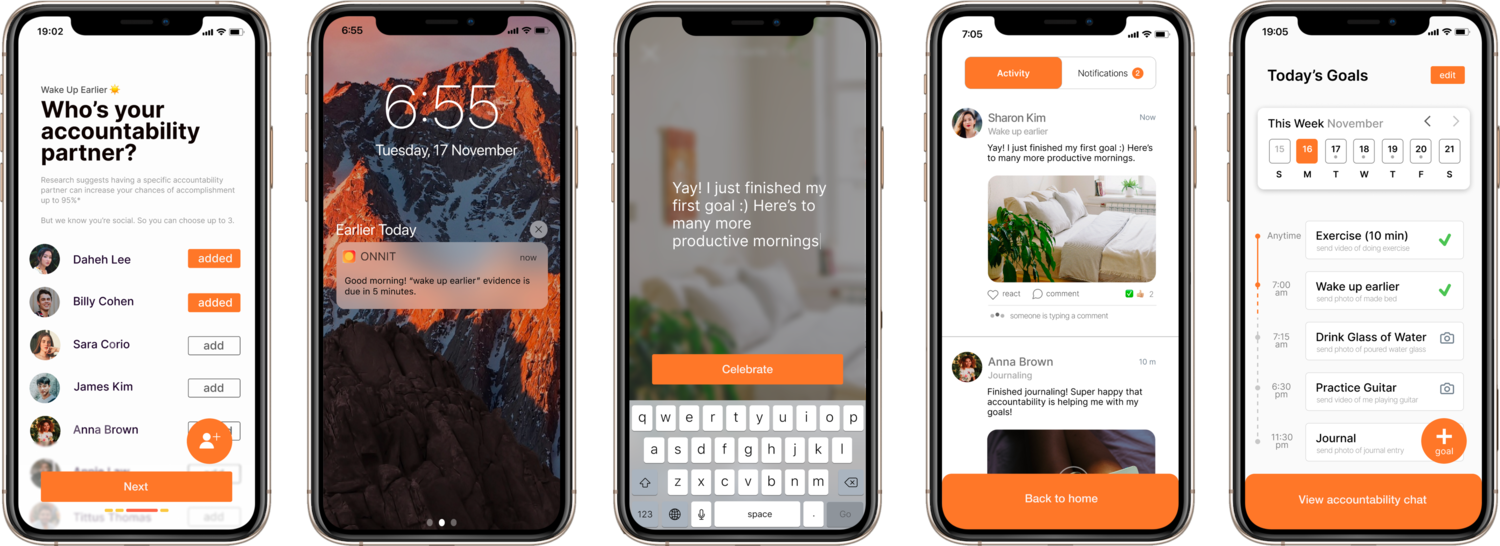 19:02
Wake Up Earlier
Who's your
accountability
partner?
Research suggests having a specific accountability
partner can increase your chances of accomplishment
up to 95%*
But we know you're social. So you can choose up to 3.
Daheh Lee
added
Billy Cohen
added
Sara Corio
add
James Kim
add
Anna Brown
Next
Tittus Thomas
add
6:55
6:55
Tuesday, 17 November
Earlier Today
ONNIT
now
Good morning! “wake up earlier” evidence is
due in 5 minutes.
Yay! I just finished my
first goal :) Here's to
many more
productive mornings
Celebrate
q w e r t y u i o p
a s d f g h j k l
z x c v b n m
123
space
.
Go
7:05
Activity
Notifications 2
Sharon Kim
Now
Wake up earlier
Yay! I just finished my first goal :) Here's
to many more productive mornings.
react
comment
2
someone is typing a comment
Anna Brown
10 m
Journaling
Finished journaling! Super happy that
accountability is helping me with my
goals!
Back to home
19:05
Today's Goals
edit
This Week November
15 16 17 18 19 20 21
S M T W T F S
Anytime
Exercise (10 min)
send video of doing exercise
7:00
am
Wake up earlier
send photo of made bed
7:15
am
Drink Glass of Water
send photo of poured water glass
6:30
pm
Practice Guitar
send video of me playing guitar
11:30
pm
Journal
send photo of journal entry
+
goal
View accountability chat